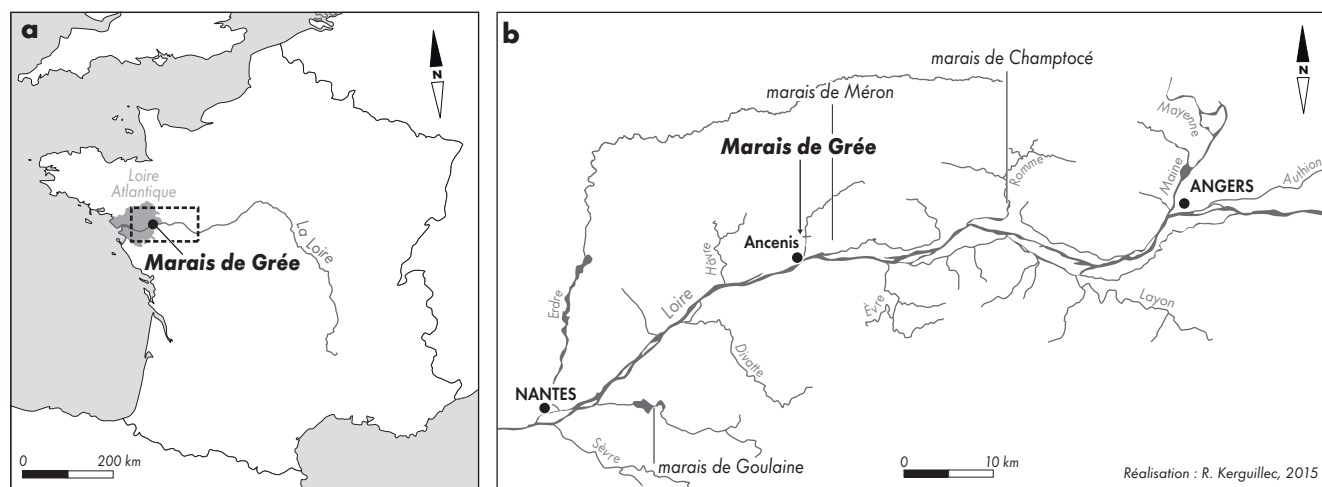 a
N
Loire
Atlantique
La Loire
Marais de Grée
0
200 km
b
N
marais de Champtocé
marais de Méron
Marais de Grée
Mayenne
Romme
Maine
Authion
ANGERS
Ancenis
Hâvre
Erdre
Loire
Èvre
Layon
Divatte
NANTES
Sèvre
marais de Goulaine
0
10 km
Réalisation : R. Kerguillec, 2015